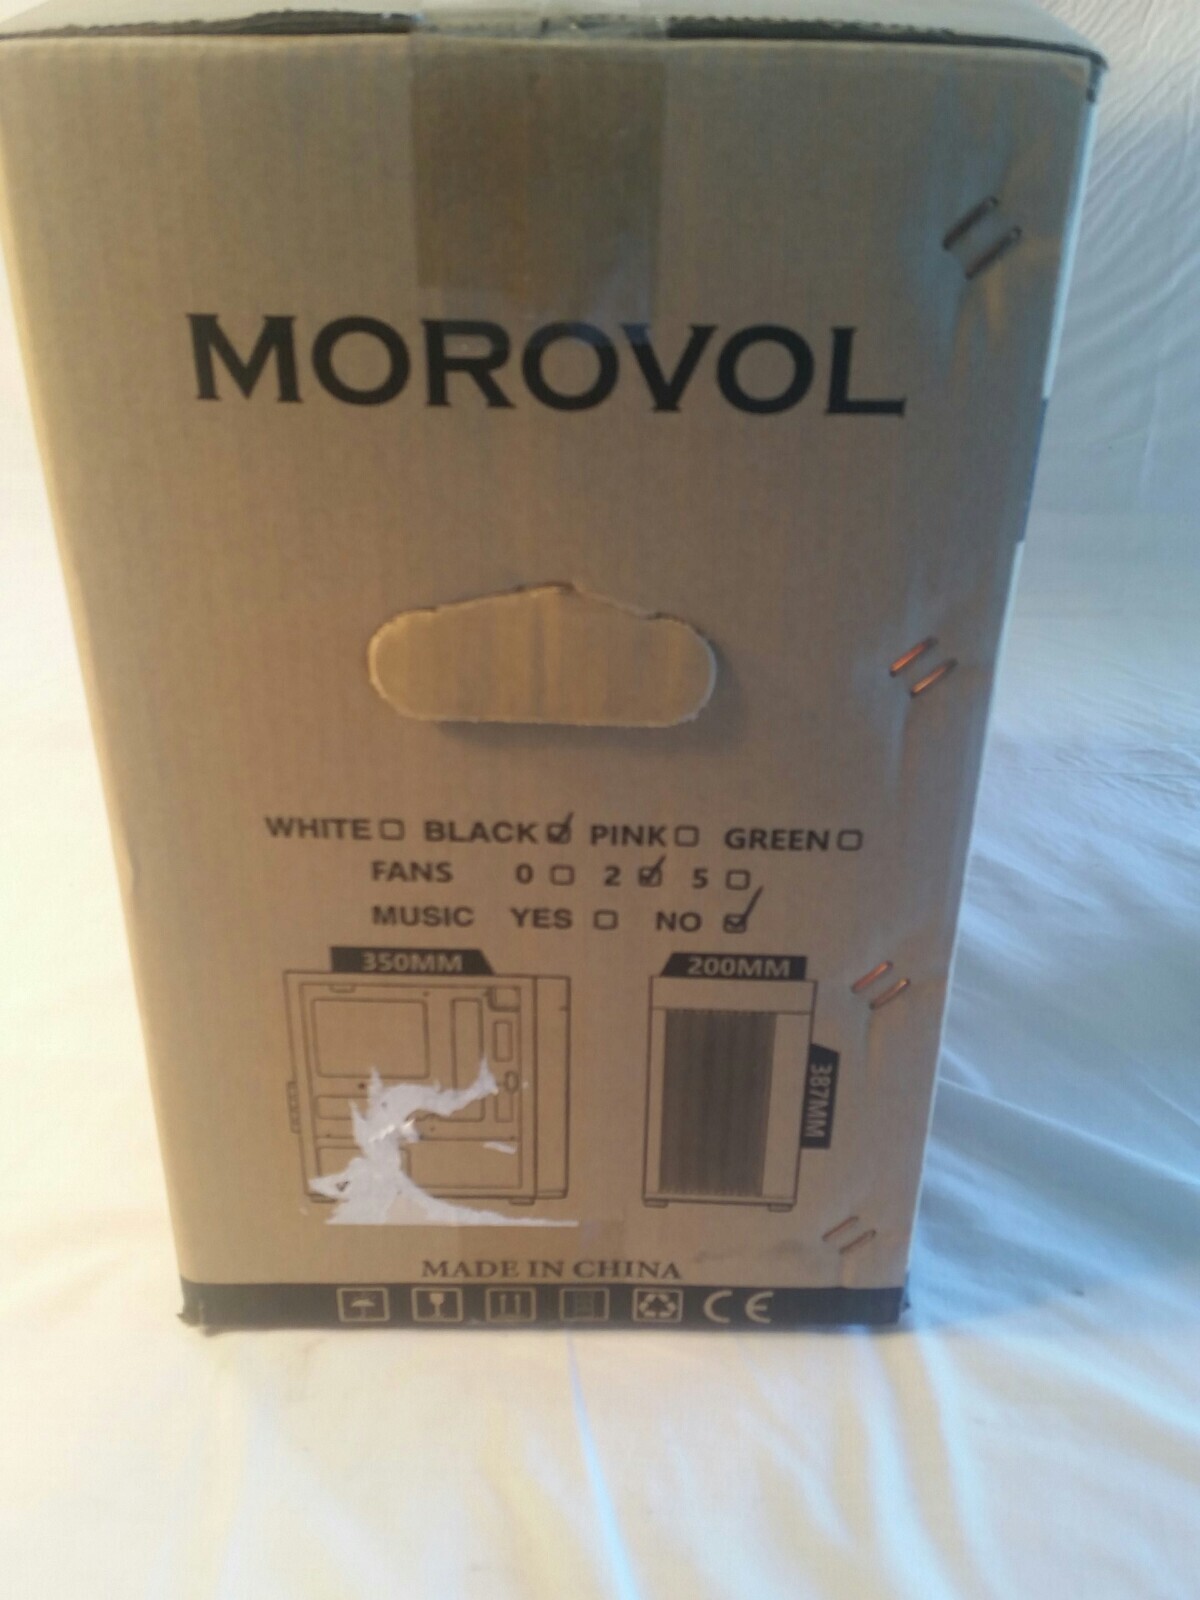 MOROVOL
WHITE BLACK PINK GREEN
FANS 0 2 5
MUSIC YES NO
350MM 200MM
387MM
MADE IN CHINA
CE